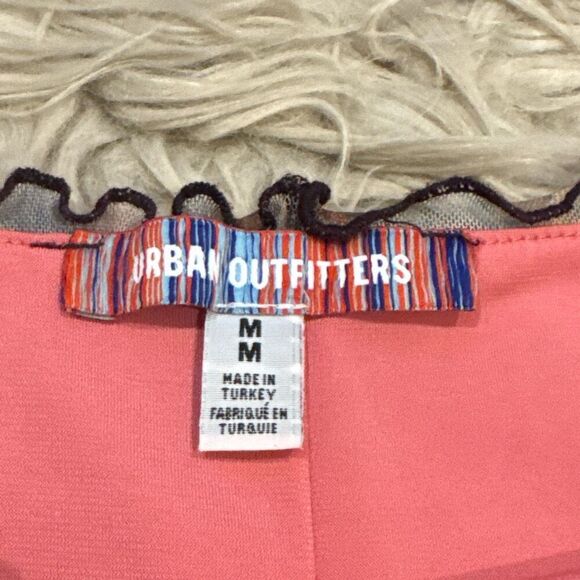 URBAN OUTFITTERS
M
M
MADE IN
TURKEY
FABRIQUÉ EN
TURQUIE